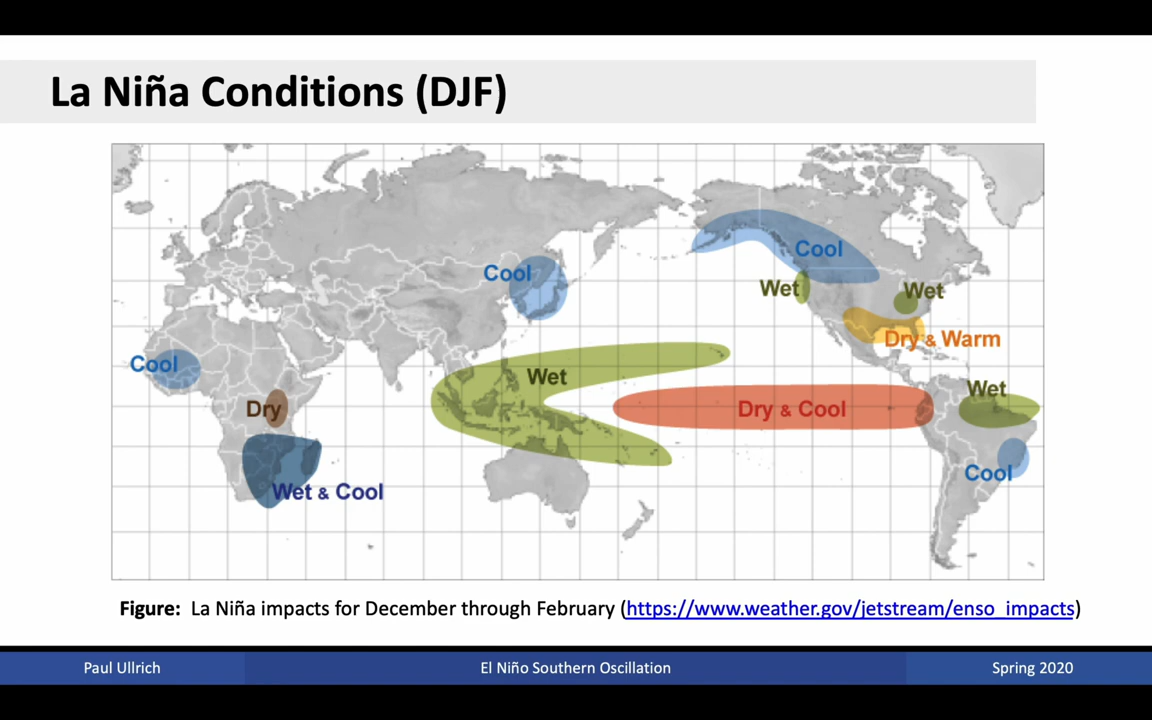 La Niña Conditions (DJF)
Cool
Cool
Wet
Wet
Dry & Warm
Cool
Wet
Wet
Dry
Dry & Cool
Cool
Wet & Cool
Figure: La Niña impacts for December through February (https://www.weather.gov/jetstream/enso_impacts)
Paul Ullrich
El Niño Southern Oscillation
Spring 2020